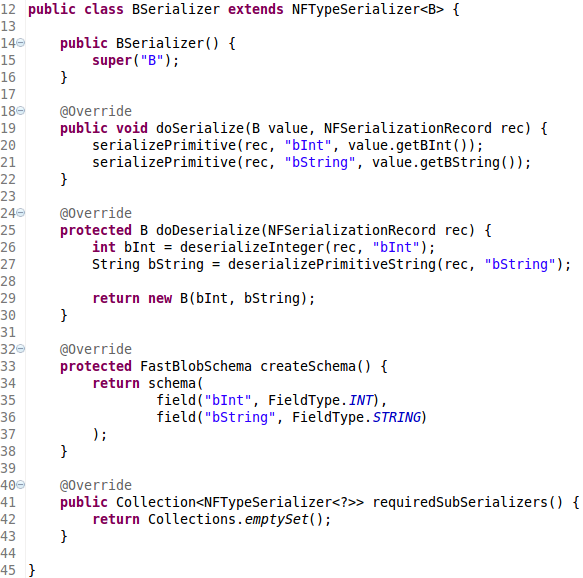 12 public class BSerializer extends NFTypeSerializer<B> {
13
14 public BSerializer() {
15 super("B");
16 }
17
18 @Override
19 public void doSerialize(B value, NFSerializationRecord rec) {
20 serializePrimitive(rec, "bInt", value.getBInt());
21 serializePrimitive(rec, "bString", value.getBString());
22 }
23
24 @Override
25 protected B doDeserialize(NFSerializationRecord rec) {
26 int bInt = deserializeInteger(rec, "bInt");
27 String bString = deserializePrimitiveString(rec, "bString");
28
29 return new B(bInt, bString);
30 }
31
32 @Override
33 protected FastBlobSchema createSchema() {
34 return schema(
35 field("bInt", FieldType.INT),
36 field("bString", FieldType.STRING)
37 );
38 }
39
40 @Override
41 public Collection<NFTypeSerializer<?>> requiredSubSerializers() {
42 return Collections.emptySet();
43 }
44
45 }